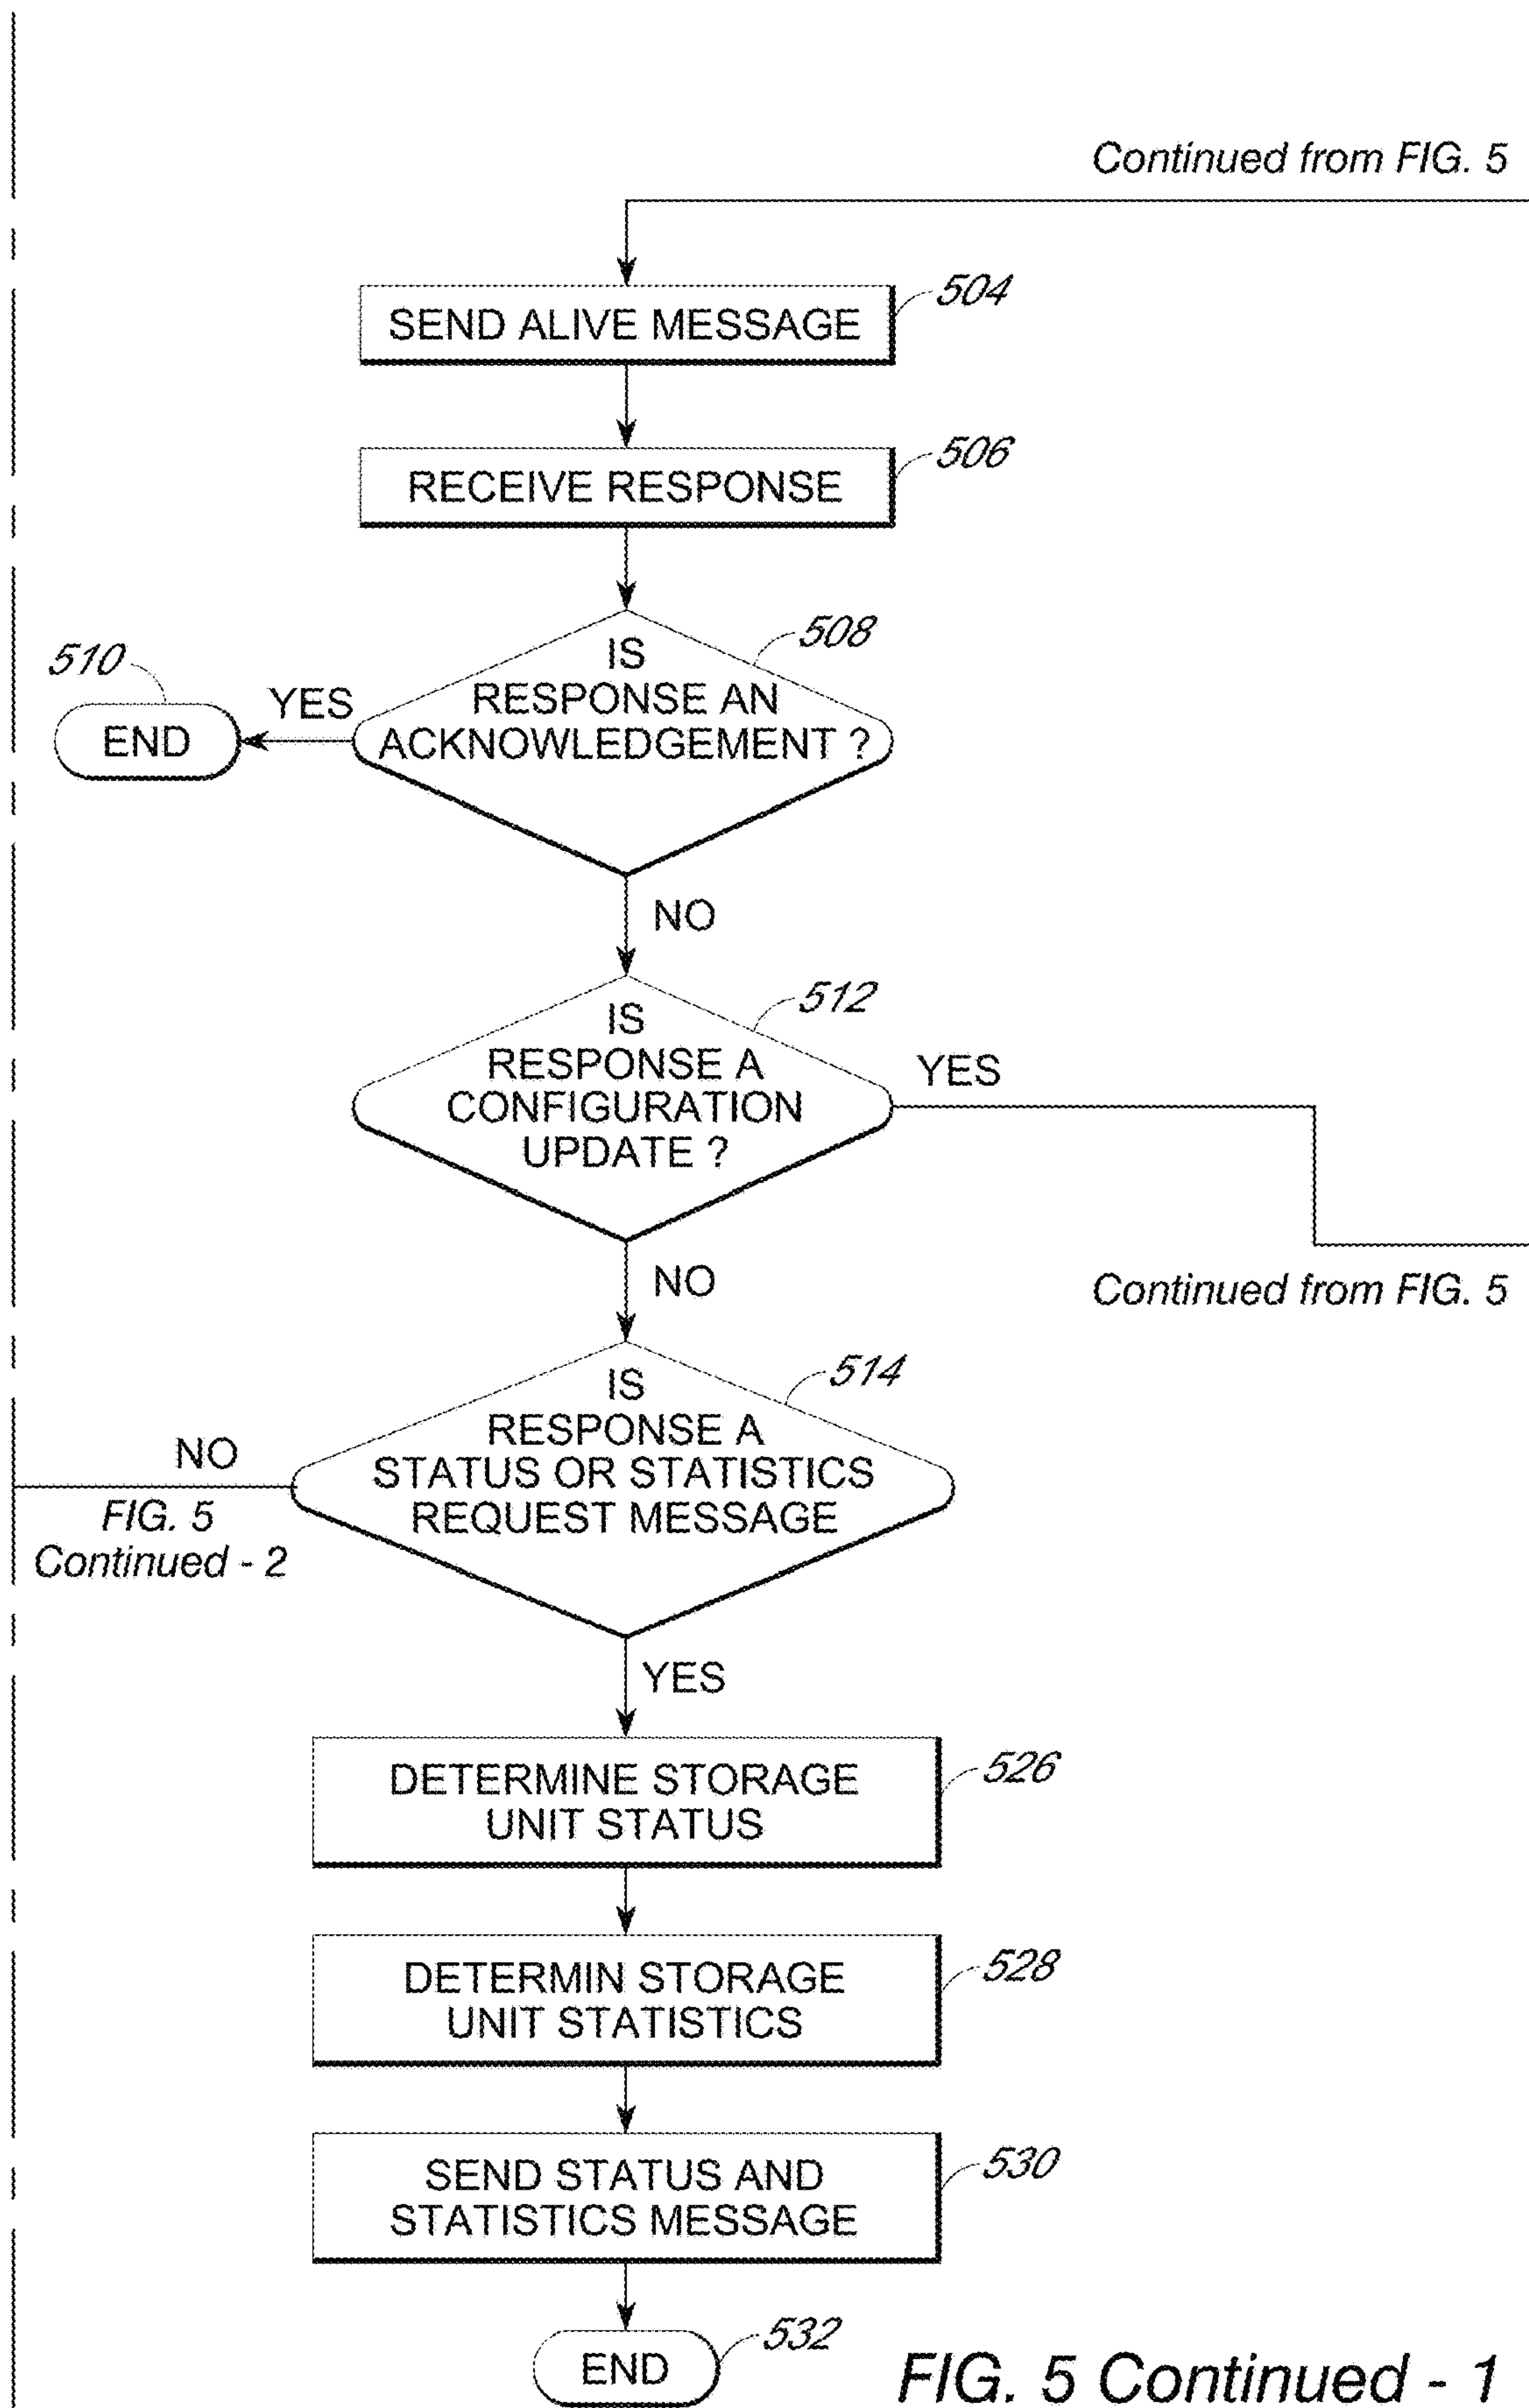 Continued from FIG. 5
504
SEND ALIVE MESSAGE
506
RECEIVE RESPONSE
508
510
IS
RESPONSE AN
ACKNOWLEDGEMENT ?
YES
END
NO
512
IS
RESPONSE A
CONFIGURATION
UPDATE ?
YES
NO
Continued from FIG. 5
514
IS
RESPONSE A
STATUS OR STATISTICS
REQUEST MESSAGE
NO
FIG. 5
Continued - 2
YES
526
DETERMINE STORAGE
UNIT STATUS
528
DETERMIN STORAGE
UNIT STATISTICS
530
SEND STATUS AND
STATISTICS MESSAGE
532
END
FIG. 5 Continued - 1